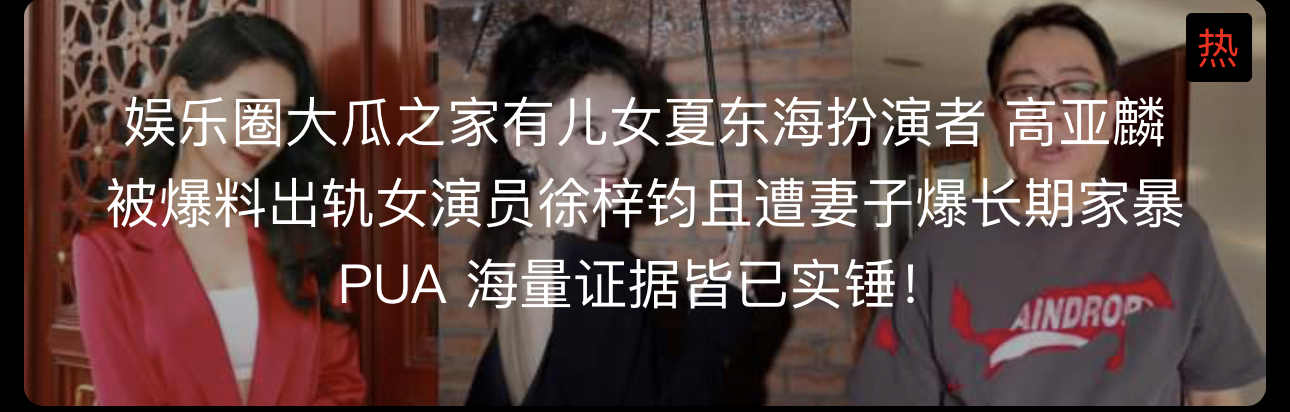 热
娱乐圈大瓜之家有儿女夏东海扮演者 高亚麟
被爆料出轨女演员徐梓钧且遭妻子爆长期家暴
PUA 海量证据皆已实锤！
AINDROP